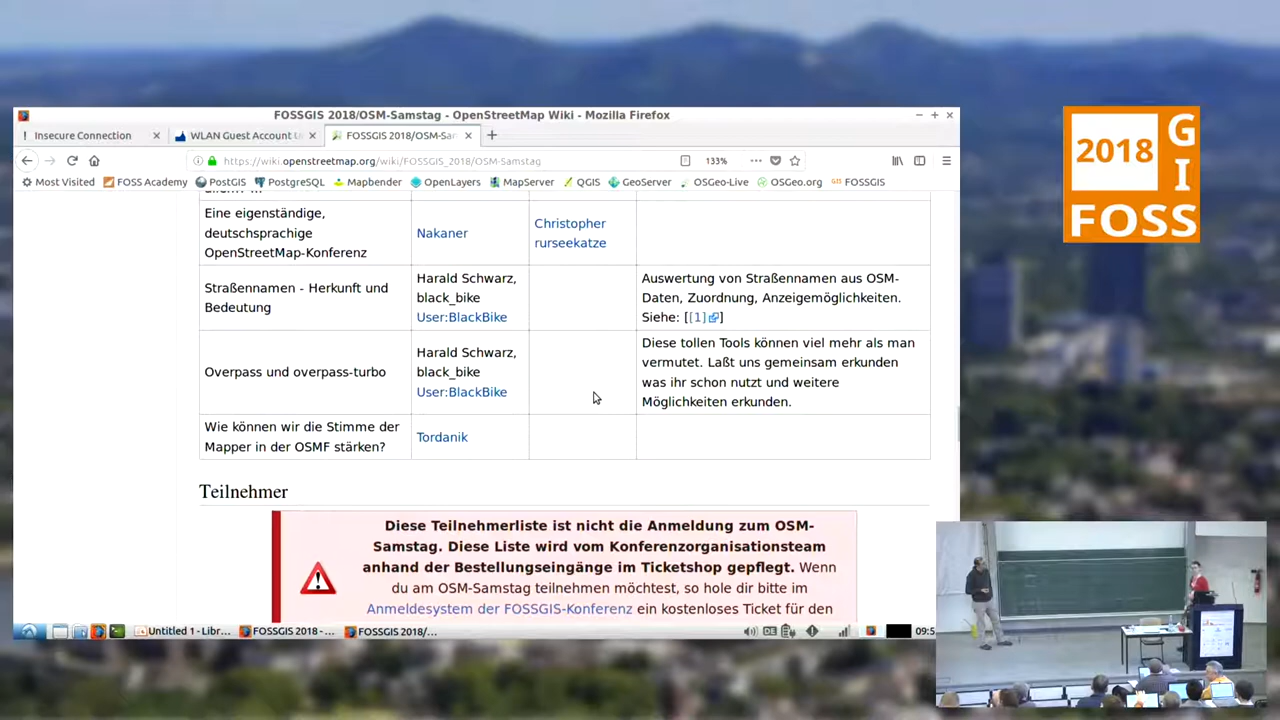 FOSSGIS 2018/OSM-Samstag - OpenStreetMap Wiki - Mozilla Firefox
Insecure Connection
WLAN Guest Account
FOSSGIS 2018/OSM-Sam
https://wiki.openstreetmap.org/wiki/FOSSGIS_2018/OSM-Samstag
133%
Most Visited
FOSS Academy
PostGIS
PostgreSQL
Mapbender
OpenLayers
MapServer
QGIS
GeoServer
OSGeo-Live
OSGeo.org
FOSSGIS
Eine eigenständige,
deutschsprachige
OpenStreetMap-Konferenz
Nakaner
Christopher
rurseekatze
Straßennamen - Herkunft und
Bedeutung
Harald Schwarz,
black_bike
User:BlackBike
Auswertung von Straßennamen aus OSM-
Daten, Zuordnung, Anzeigemöglichkeiten.
Siehe: [[1]]
Overpass und overpass-turbo
Harald Schwarz,
black_bike
User:BlackBike
Diese tollen Tools können viel mehr als man
vermutet. Laßt uns gemeinsam erkunden
was ihr schon nutzt und weitere
Möglichkeiten erkunden.
Wie können wir die Stimme der
Mapper in der OSMF stärken?
Tordanik
Teilnehmer
Diese Teilnehmerliste ist nicht die Anmeldung zum OSM-
Samstag. Diese Liste wird vom Konferenzorganisationsteam
anhand der Bestellungseingänge im Ticketshop gepflegt. Wenn
du am OSM-Samstag teilnehmen möchtest, so hole dir bitte im
Anmeldesystem der FOSSGIS-Konferenz ein kostenloses Ticket für den
Untitled 1 - Libr...
FOSSGIS 2018 - ...
FOSSGIS 2018/...
DE
09:5
2018
GI
FOSS